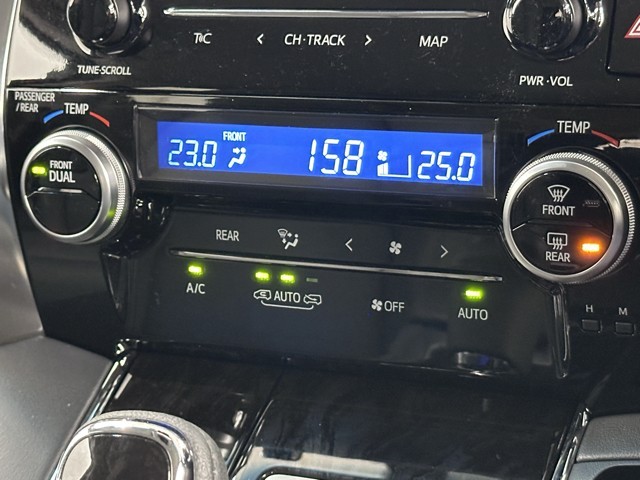 TUNE·SCROLL
T/C < CH·TRACK > MAP
PWR·VOL
PASSENGER
/REAR
TEMP
FRONT
DUAL
23.0 FRONT 158 25.0
TEMP
FRONT
REAR
REAR < >
A/C
AUTO
OFF
AUTO
H M